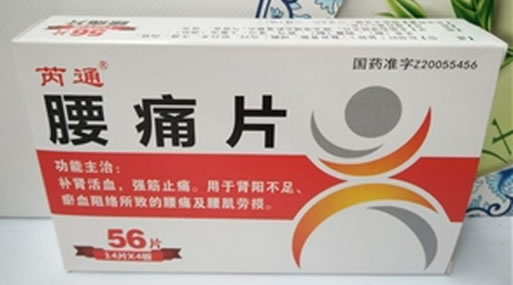 芮通®
国药准字Z20055456
腰痛片
功能主治:
补肾活血,强筋止痛。用于肾阳不足、
瘀血阻络所致的腰痛及腰肌劳损。
56片
14片X4板